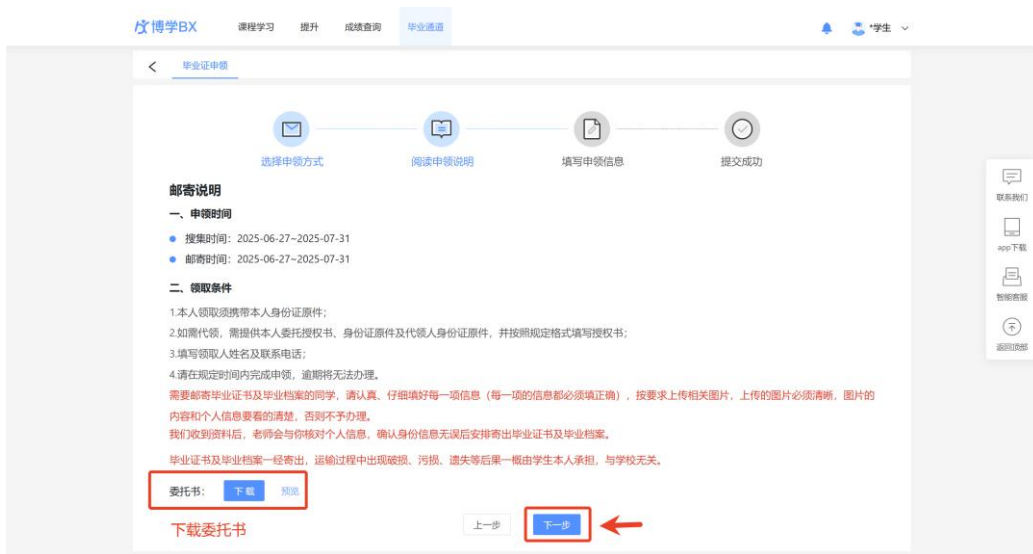 博学BX
课程学习 提升 成绩查询 毕业通道 *学生
毕业证申领
选择申领方式 阅读申领说明 填写申领信息 提交成功
邮寄说明
一、申领时间
搜集时间：2025-06-27~2025-07-31
邮寄时间：2025-06-27~2025-07-31
二、领取条件
1.本人领取须携带本人身份证原件；
2.如需代领，需提供本人委托授权书、身份证原件及代领人身份证原件，并按照规定格式填写授权书；
3.填写领取人姓名及联系电话；
4.请在规定时间内完成申领，逾期将无法办理。
需要邮寄毕业证书及毕业档案的同学，请认真、仔细填好每一项信息（每一项的信息都必须填正确），按要求上传相关图片，上传的图片必须清晰，图片的
内容和个人信息要看的清楚，否则不予办理。
我们收到资料后，老师会与你核对个人信息，确认身份信息无误后安排寄出毕业证书及毕业档案。
毕业证书及毕业档案一经寄出，运输过程中出现破损、污损、遗失等后果一概由学生本人承担，与学校无关。
委托书： 下载 预览
下载委托书
上一步 下一步
联系我们
app下载
智能客服
返回顶部